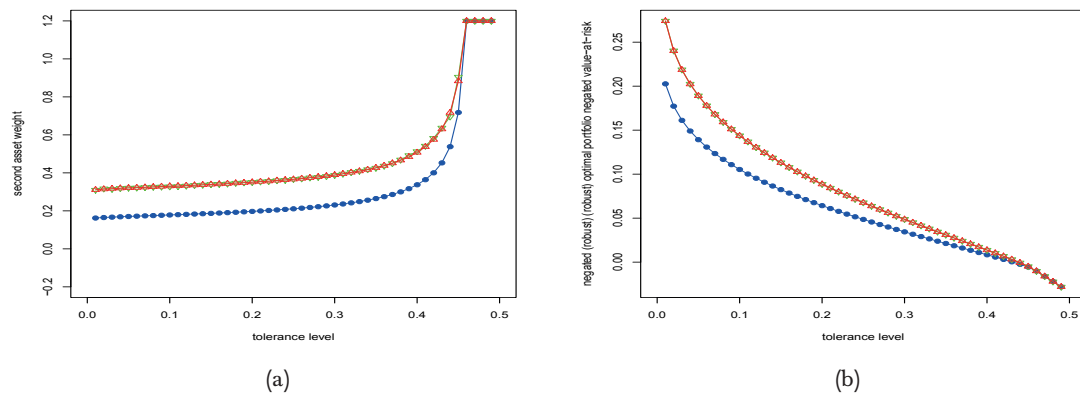 second asset weight
1.2
1.0
0.8
0.6
0.4
0.2
0.0
−0.2
0.0 0.1 0.2 0.3 0.4 0.5
tolerance level
(a)
negated (robust) (robust) optimal portfolio negated value−at−risk
0.25
0.20
0.15
0.10
0.05
0.00
0.0 0.1 0.2 0.3 0.4 0.5
tolerance level
(b)